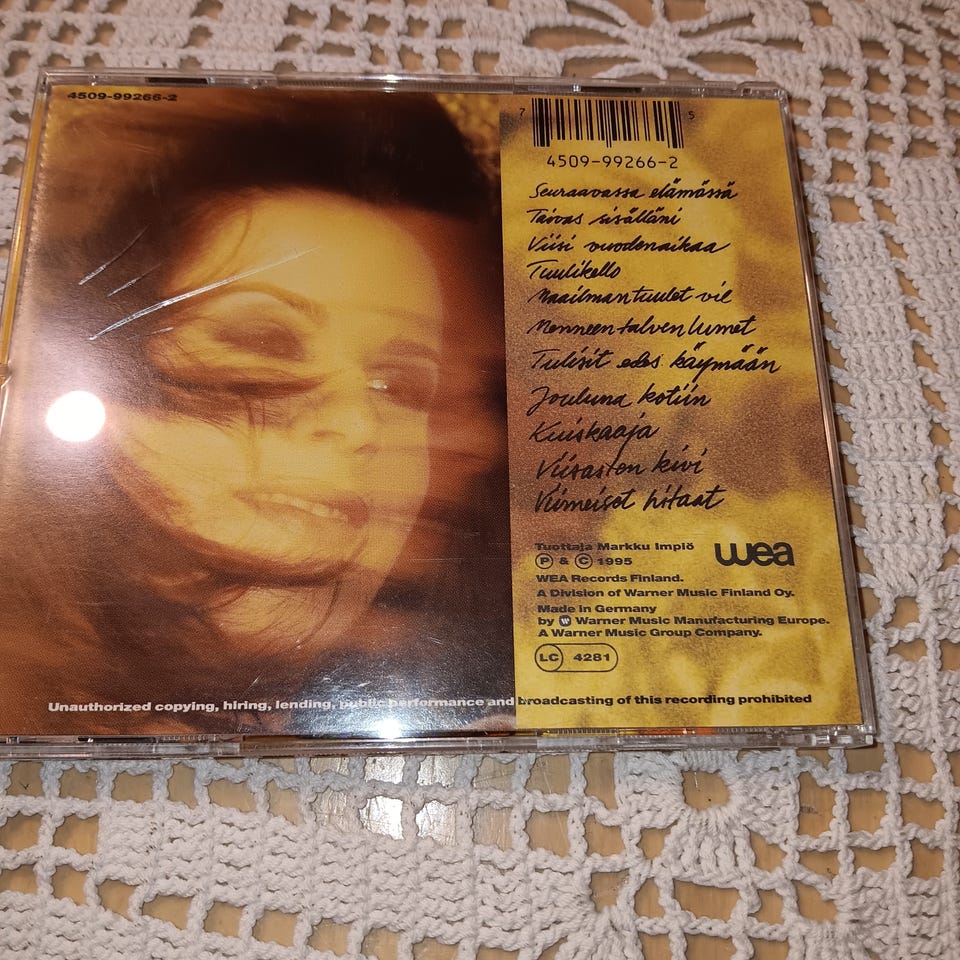 4509-99266-2
7 5
4509-99266-2
Seuraavassa elämässä
Taivas sisälläni
Viisi vuodenaikaa
Tuulikello
Maailmantuulet vie
Menneen talven lumet
Tulisit edes käymään
Jouluna kotiin
Kuiskaaja
Viisasten kivi
Viimeiset hitaat
Tuottaja Markku Impiö
P & C 1995
wea
WEA Records Finland.
A Division of Warner Music Finland Oy.
Made in Germany
by Warner Music Manufacturing Europe.
A Warner Music Group Company.
LC 4281
Unauthorized copying, hiring, lending, public performance and broadcasting of this recording prohibited